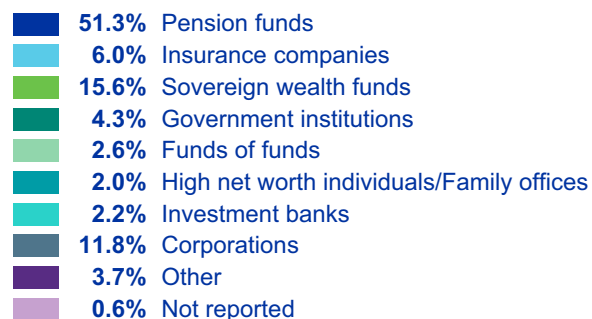 51.3% Pension funds
6.0% Insurance companies
15.6% Sovereign wealth funds
4.3% Government institutions
2.6% Funds of funds
2.0% High net worth individuals/Family offices
2.2% Investment banks
11.8% Corporations
3.7% Other
0.6% Not reported